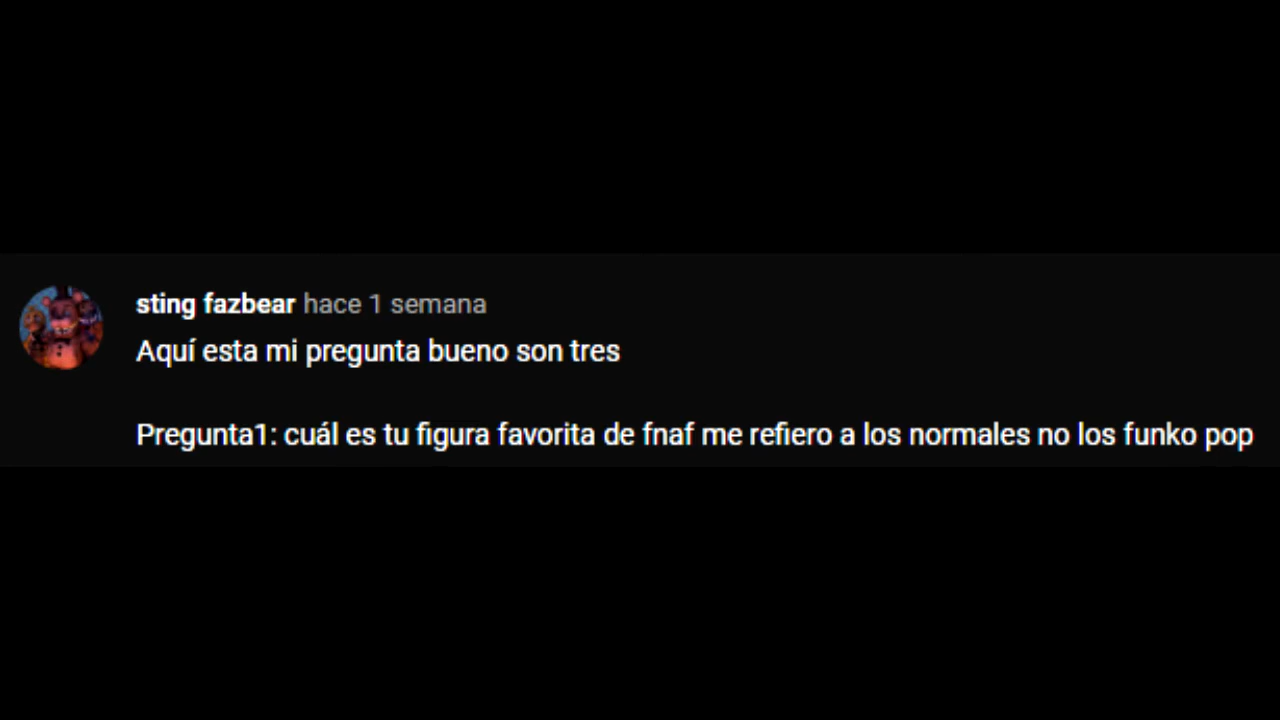 sting fazbear hace 1 semana
Aquí esta mi pregunta bueno son tres
Pregunta1: cuál es tu figura favorita de fnaf me refiero a los normales no los funko pop